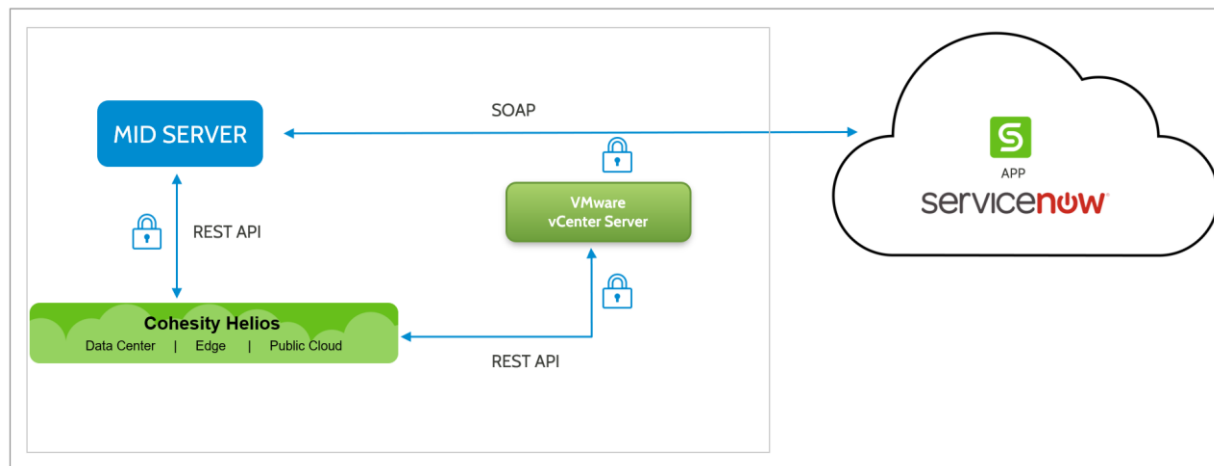 SOAP
MID SERVER
S
APP
servicenow
VMware
vCenter Server
REST API
Cohesity Helios
Data Center | Edge | Public Cloud
REST API